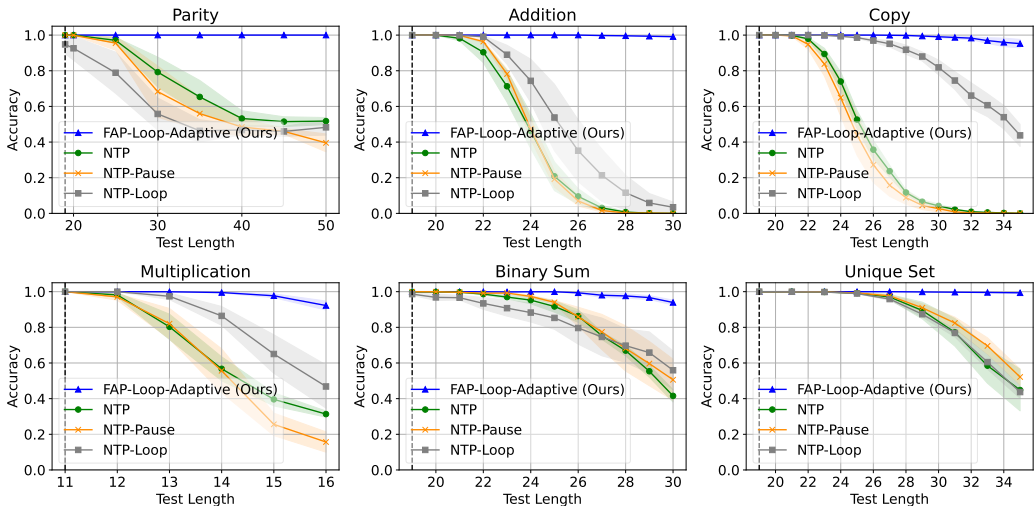 Parity
Accuracy
1.0
0.8
0.6
0.4
0.2
0.0
FAP-Loop-Adaptive (Ours)
NTP
NTP-Pause
NTP-Loop
20 30 40 50
Test Length
Addition
Accuracy
1.0
0.8
0.6
0.4
0.2
0.0
FAP-Loop-Adaptive (Ours)
NTP
NTP-Pause
NTP-Loop
20 22 24 26 28 30
Test Length
Copy
Accuracy
1.0
0.8
0.6
0.4
0.2
0.0
FAP-Loop-Adaptive (Ours)
NTP
NTP-Pause
NTP-Loop
20 22 24 26 28 30 32 34
Test Length
Multiplication
Accuracy
1.0
0.8
0.6
0.4
0.2
0.0
FAP-Loop-Adaptive (Ours)
NTP
NTP-Pause
NTP-Loop
11 12 13 14 15 16
Test Length
Binary Sum
Accuracy
1.0
0.8
0.6
0.4
0.2
0.0
FAP-Loop-Adaptive (Ours)
NTP
NTP-Pause
NTP-Loop
20 22 24 26 28 30
Test Length
Unique Set
Accuracy
1.0
0.8
0.6
0.4
0.2
0.0
FAP-Loop-Adaptive (Ours)
NTP
NTP-Pause
NTP-Loop
20 22 24 26 28 30 32 34
Test Length